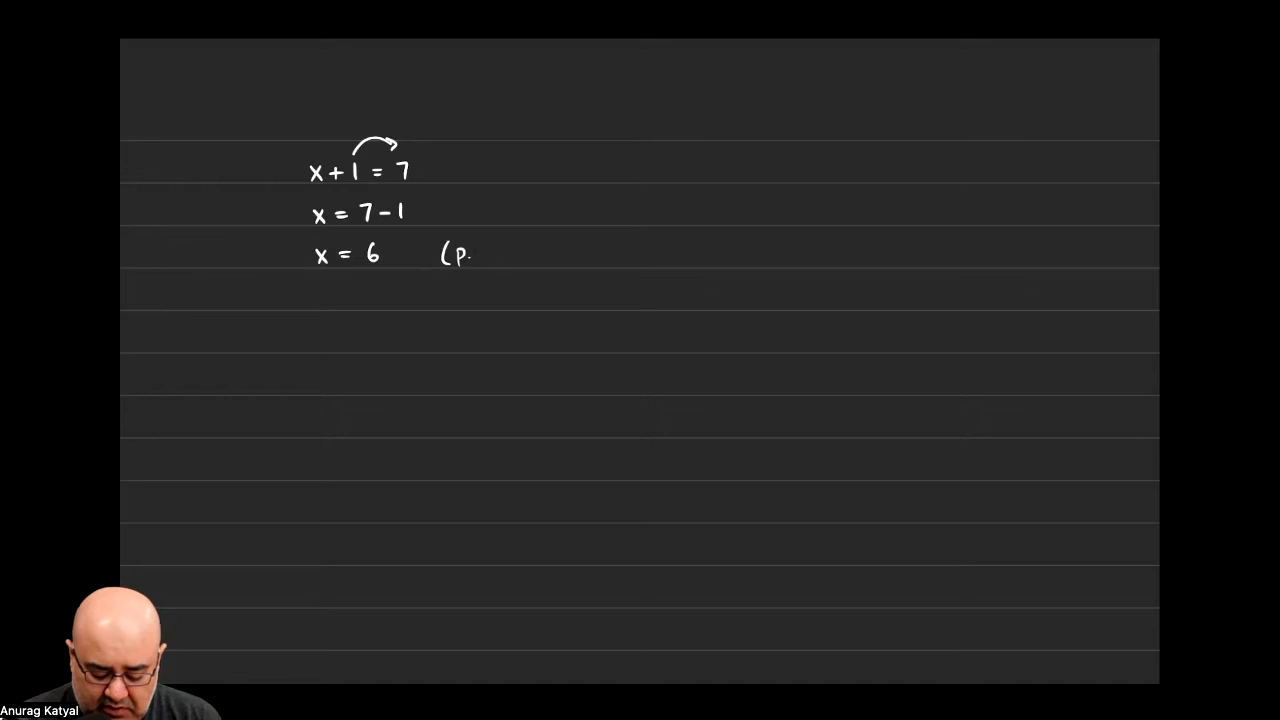 x + 1 = 7
x = 7 - 1
x = 6 (p.
Anurag Katyal